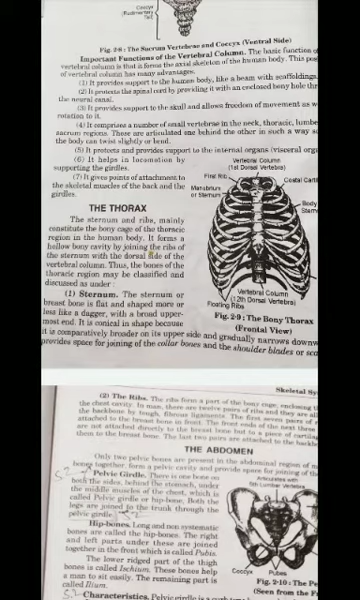 Coccyx
(Rudimentary
Tail)
Fig. 2-8 : The Sacrum Vertebrae and Coccyx (Ventral Side)
Important Functions of the Vertebral Column. The basic function of
vertebral column is that it forms the axial skeleton of the human body. This
of vertebral column has many advantages.
(1) It provides support to the human body, like a beam with scaffoldings.
(2) It protects the spinal cord by providing it with an enclosed bony hole
the neural canal.
(3) It provides support to the skull and allows freedom of movement as
rotation to it.
(4) It comprises a number of small vertebrae in the neck, thoracic,
sacrum regions. These are articulated one behind the other in such a way
the body can twist slightly or bend.
(5) It protects and provides support to the internal organs (visceral
(6) It helps in locomotion by
supporting the girdles.
(7) It gives points of attachment to
the skeletal muscles of the back and the
girdles.
Vertebral Column
(1st Dorsal Vertebra)
First Rib
Costal
Manubrium
or Sternum
Body
THE THORAX
The sternum and ribs, mainly
constitute the bony cage of the thoracic
region in the human body. It forms a
hollow bony cavity by joining the ribs of
the sternum with the dorsal side of the
vertebral column. Thus, the bones of the
thoracic region may be classified and
discussed as under :
Vertebral Column
(12th Dorsal Vertebra)
Floating Ribs
Fig. 2-9 : The Bony Thorax
(Frontal View)
(1) Sternum. The sternum or
breast bone is flat and shaped more or
less like a dagger, with a broad upper-
most end. It is conical in shape because
it is comparatively broader on its upper side and gradually narrows
provides space for joining of the collar bones and the shoulder blades or
Skeletal
(2) The Ribs. The ribs form a part of the bony cage, enclosing
the chest cavity. In man, there are twelve pairs of ribs and they are
the backbone by tough, fibrous ligaments. The first seven pairs of
attached to the breast bone in front. The front ends of the next three
are not attached directly to the breast bone but to a piece of
them to the breast bone. The last two pairs are attached to the
THE ABDOMEN
Only two pelvic bones are present in the abdominal region of
bones together, form a pelvic cavity and provide space for joining of the
Pelvic Girdle. There is one bone on
both the sides, behind the stomach, under
the middle muscles of the chest, which is
called Pelvic girdle or hip-bone. Both the
legs are joined to the trunk through the
pelvic girdle.
Articulates with
5th Lumbar Vertebra
Hip-bones. Long and non systematic
bones are called the hip-bones. The right
and left parts under these are joined
together in the front which is called Pubis.
The lower ridged part of the thigh
bones is called Ischium. These bones help
a man to sit easily. The remaining part is
called Ilium.
Coccyx
Pubes
Fig. 2-10 : The
(Seen from the
Characteristics.